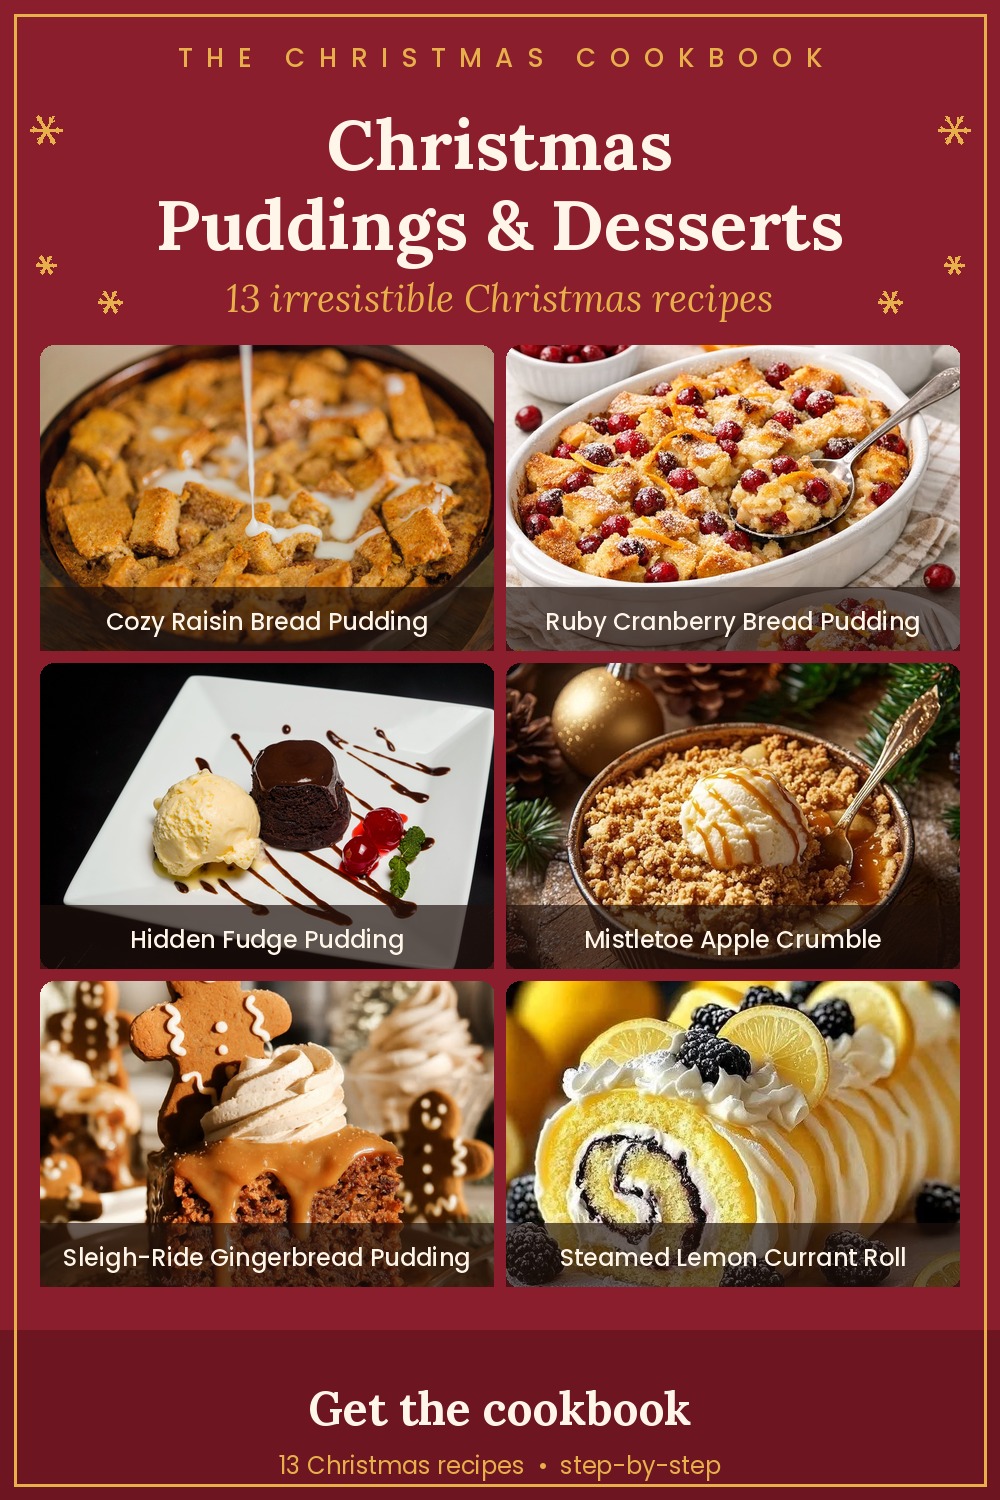 THE CHRISTMAS COOKBOOK
Christmas
Puddings & Desserts
13 irresistible Christmas recipes
Cozy Raisin Bread Pudding
Ruby Cranberry Bread Pudding
Hidden Fudge Pudding
Mistletoe Apple Crumble
Sleigh-Ride Gingerbread Pudding
Steamed Lemon Currant Roll
Get the cookbook
13 Christmas recipes • step-by-step